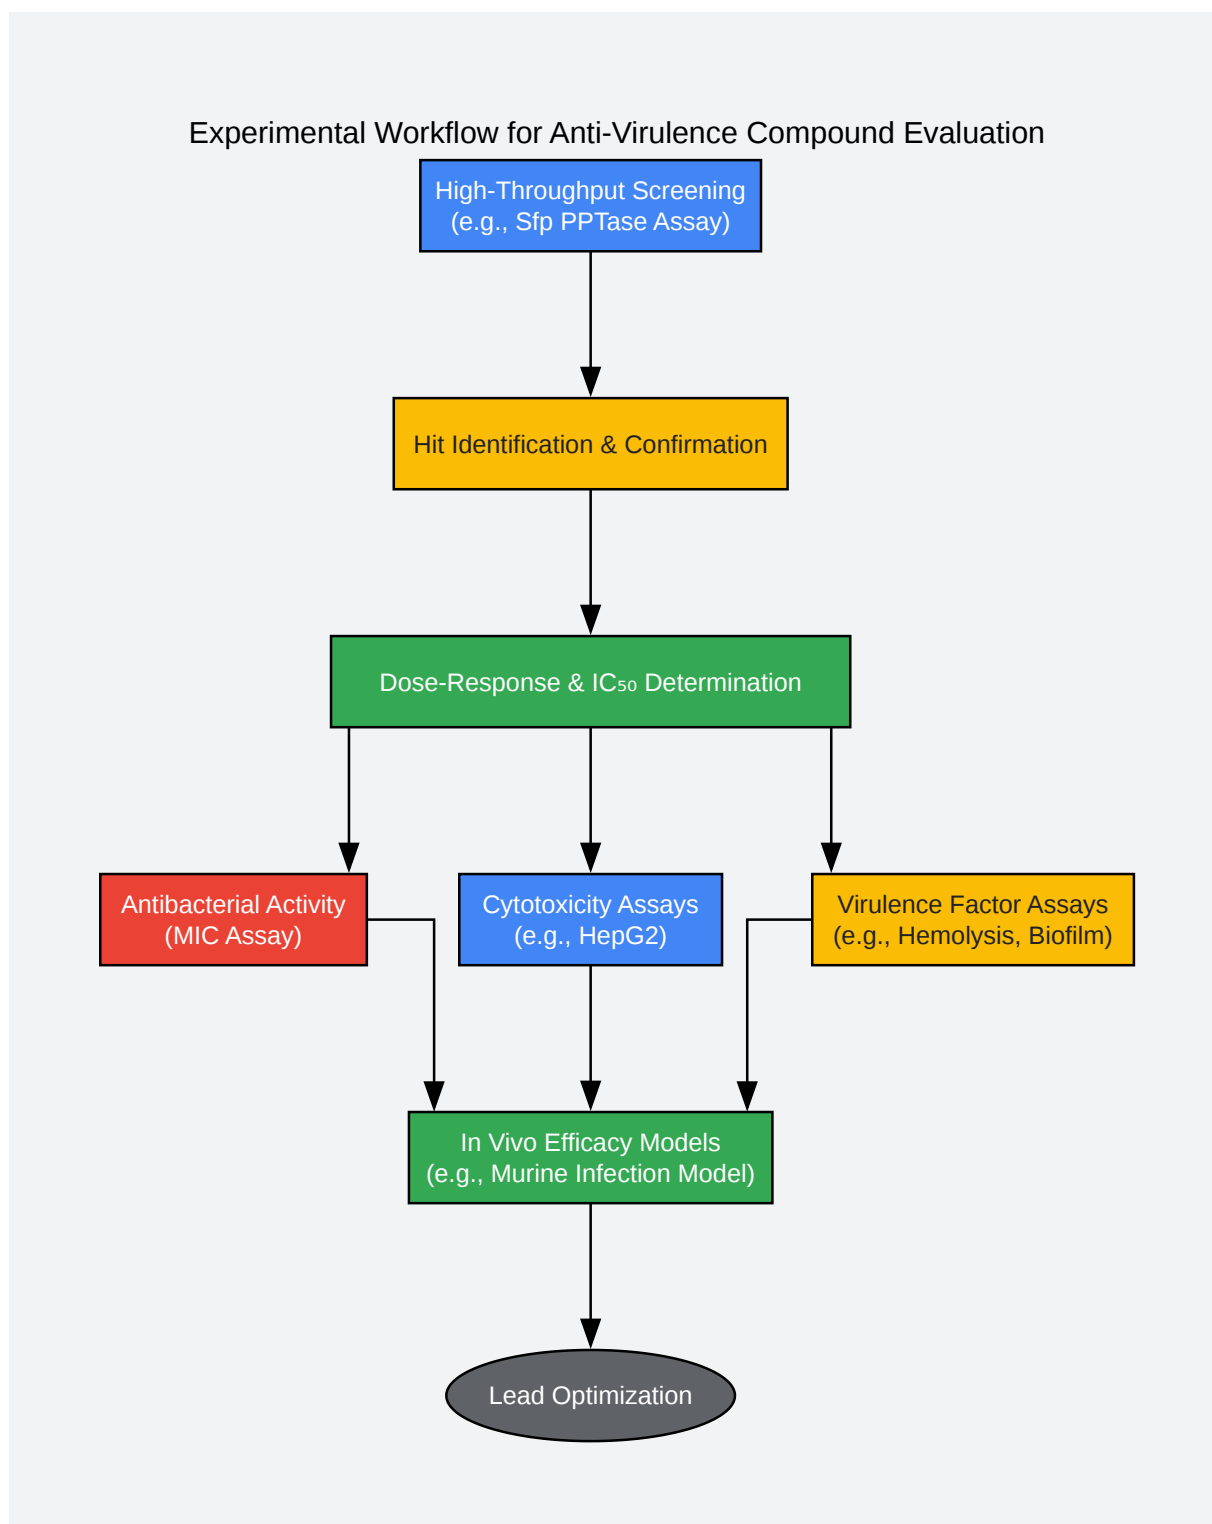 Experimental Workflow for Anti-Virulence Compound Evaluation
High-Throughput Screening
(e.g., Sfp PPTase Assay)
Hit Identification & Confirmation
Dose-Response & IC₅₀ Determination
Antibacterial Activity
(MIC Assay)
Cytotoxicity Assays
(e.g., HepG2)
Virulence Factor Assays
(e.g., Hemolysis, Biofilm)
In Vivo Efficacy Models
(e.g., Murine Infection Model)
Lead Optimization